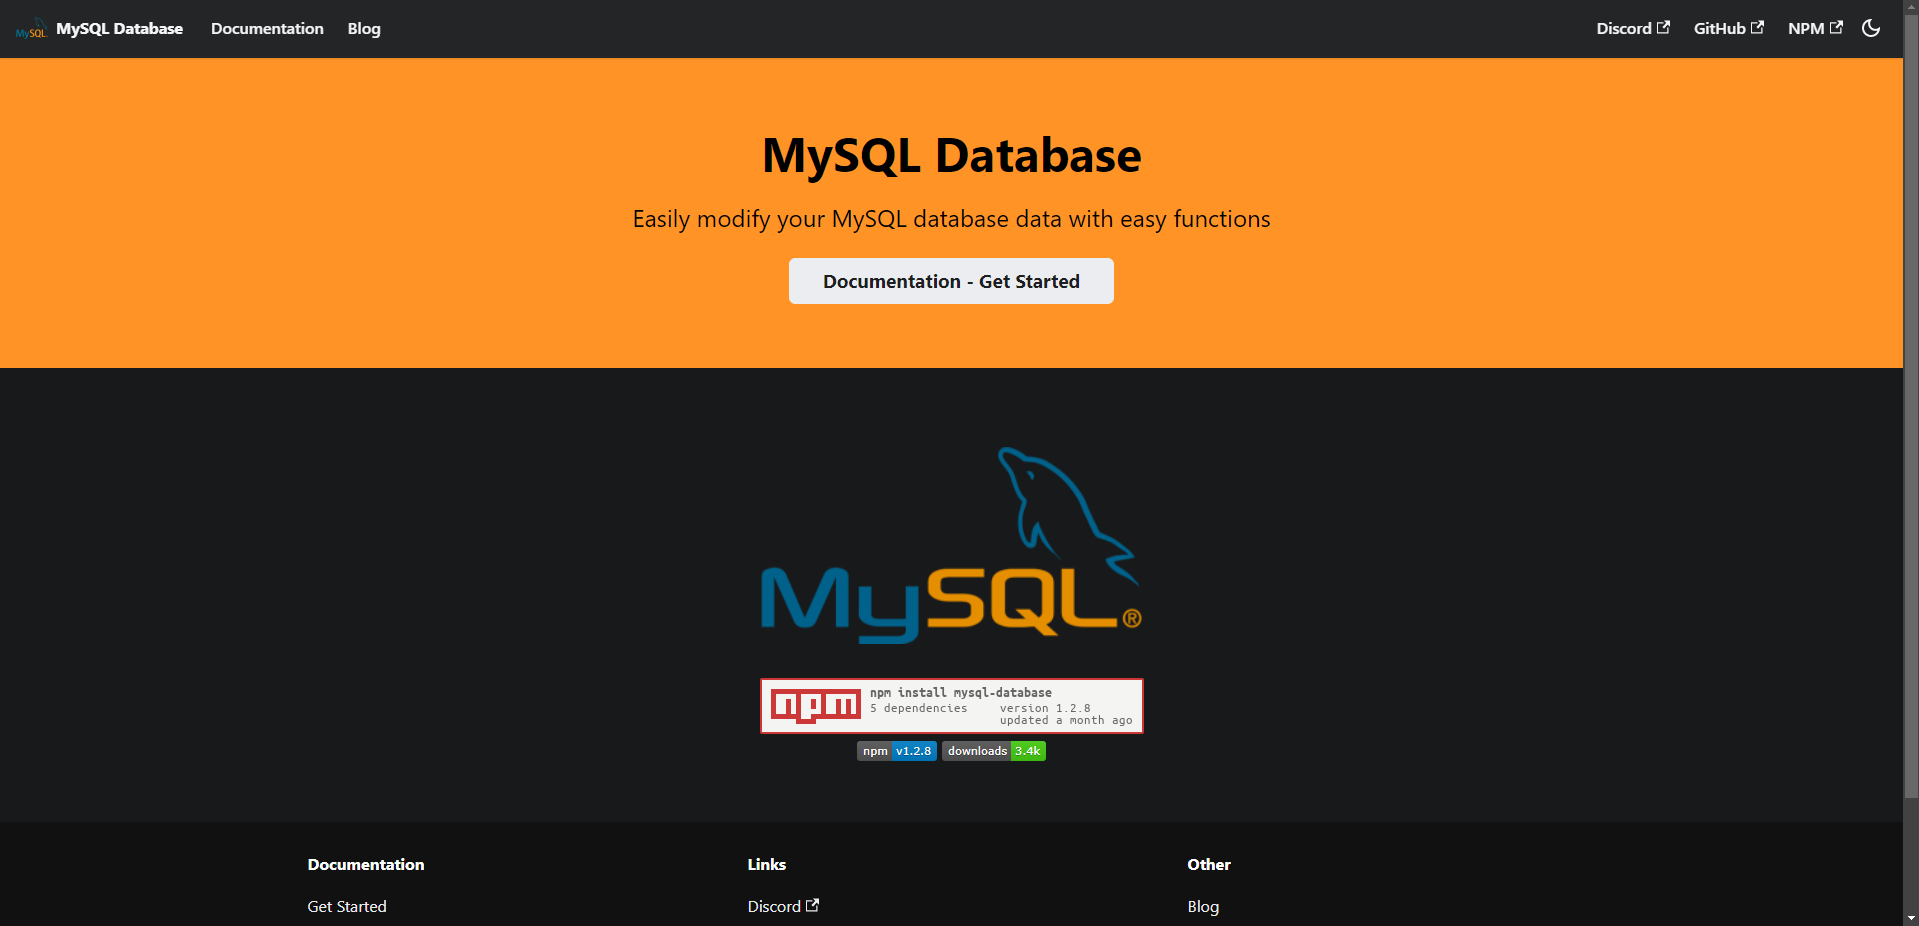 MySQL MySQL Database Documentation Blog Discord GitHub NPM
MySQL Database
Easily modify your MySQL database data with easy functions
Documentation - Get Started
MySQL®
npm npm install mysql-database
5 dependencies version 1.2.8
updated a month ago
npm v1.2.8 downloads 3.4k
Documentation Links Other
Get Started Discord Blog